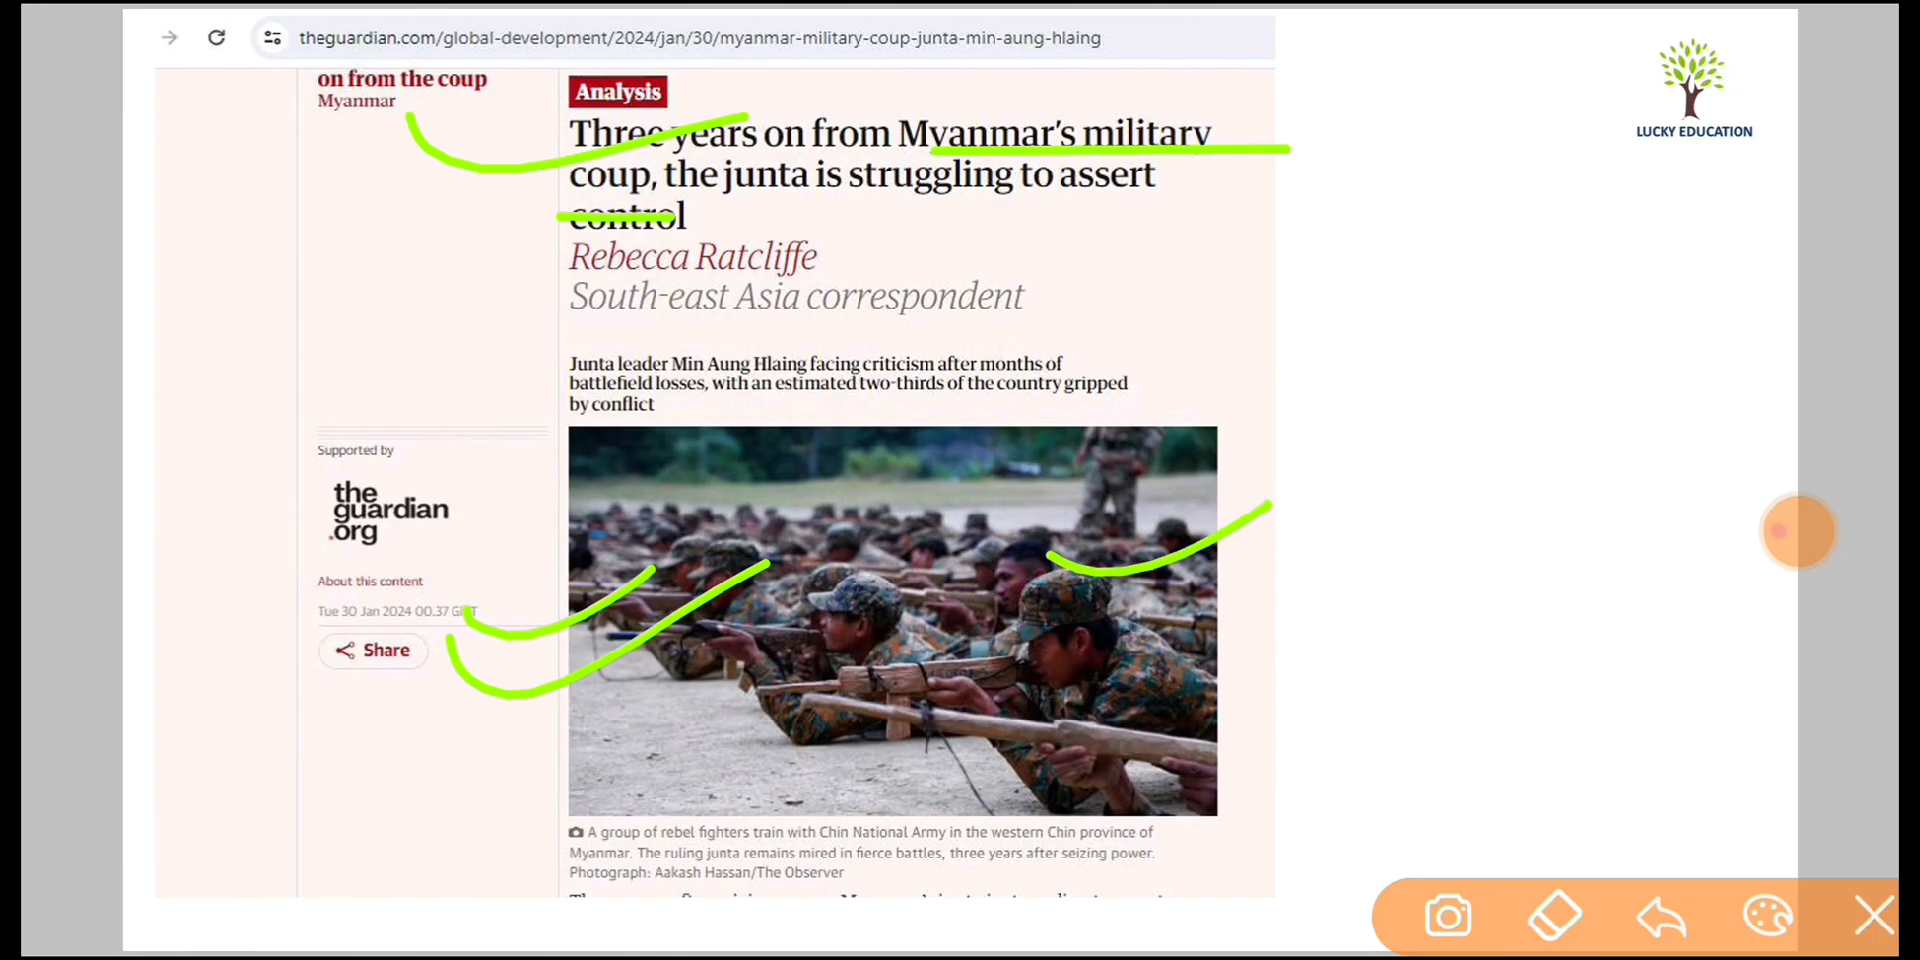 theguardian.com/global-development/2024/jan/30/myanmar-military-coup-junta-min-aung-hlaing
LUCKY EDUCATION
on from the coup
Myanmar
Analysis
Three years on from Myanmar's military
coup, the junta is struggling to assert
control
Rebecca Ratcliffe
South-east Asia correspondent
Junta leader Min Aung Hlaing facing criticism after months of
battlefield losses, with an estimated two-thirds of the country gripped
by conflict
Supported by
the
guardian
.org
About this content
Tue 30 Jan 2024 00.37 GMT
Share
A group of rebel fighters train with Chin National Army in the western Chin province of
Myanmar. The ruling junta remains mired in fierce battles, three years after seizing power.
Photograph: Aakash Hassan/The Observer